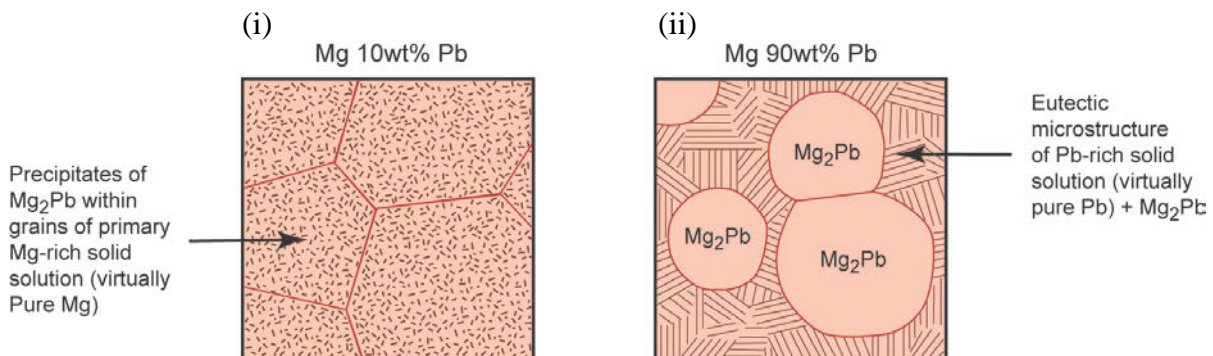 (i)
Mg 10wt% Pb
Precipitates of
Mg2Pb within
grains of primary
Mg-rich solid
solution (virtually
Pure Mg)
(ii)
Mg 90wt% Pb
Mg2Pb
Mg2Pb
Mg2Pb
Eutectic
microstructure
of Pb-rich solid
solution (virtually
pure Pb) + Mg2Pb